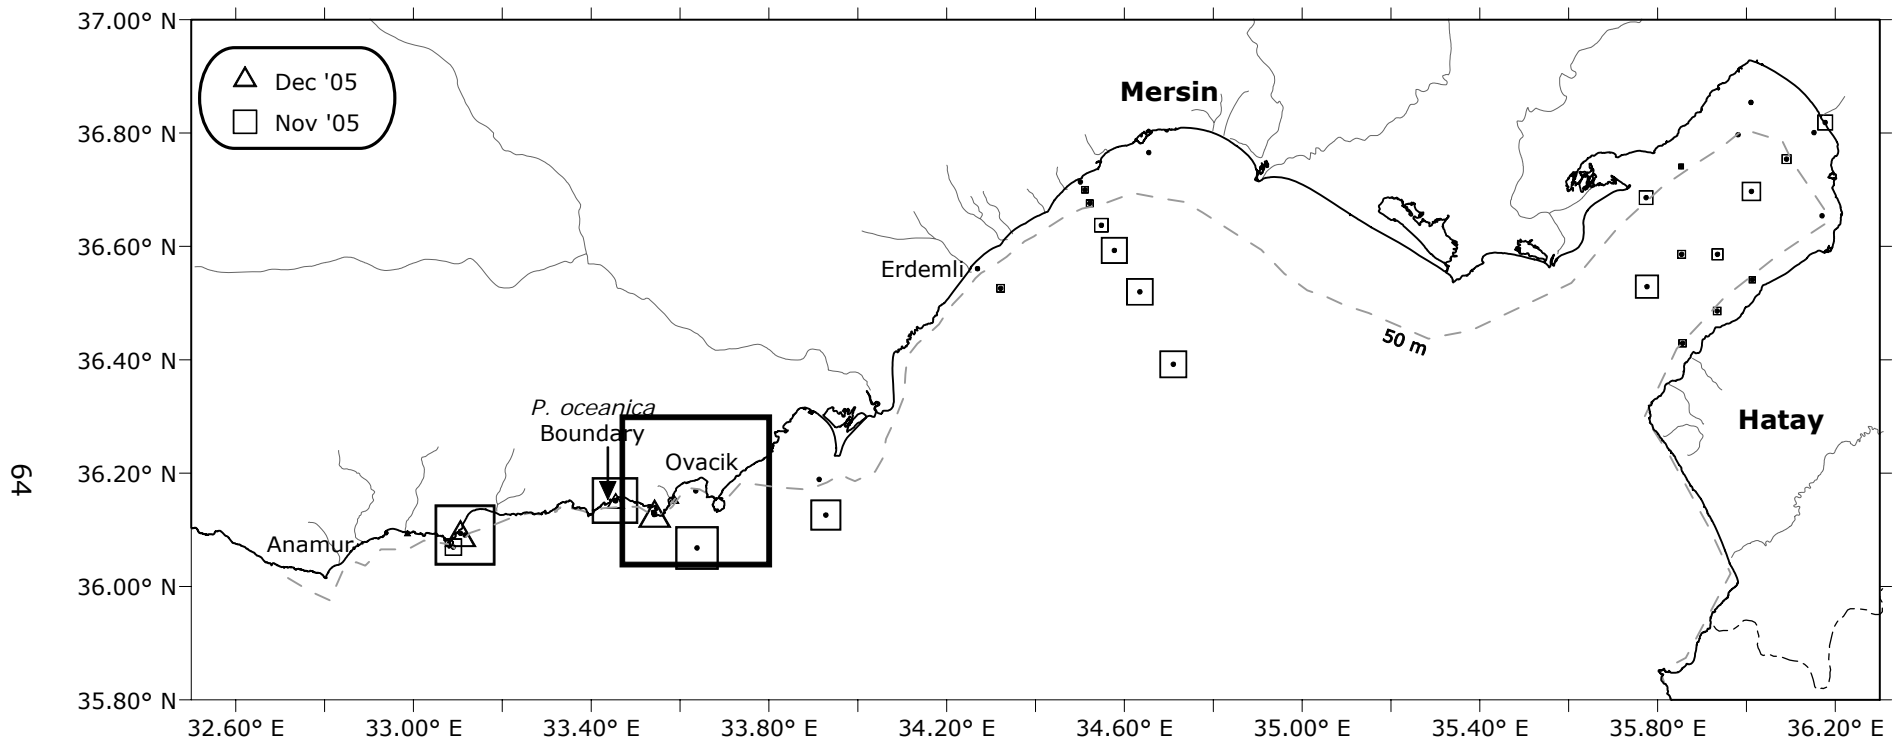 37.00° N
36.80° N
36.60° N
36.40° N
36.20° N
36.00° N
35.80° N
Dec '05
Nov '05
Mersin
Erdemli
50 m
P. oceanica
Boundary
Ovacik
Hatay
Anamur
64
32.60° E
33.00° E
33.40° E
33.80° E
34.20° E
34.60° E
35.00° E
35.40° E
35.80° E
36.20° E